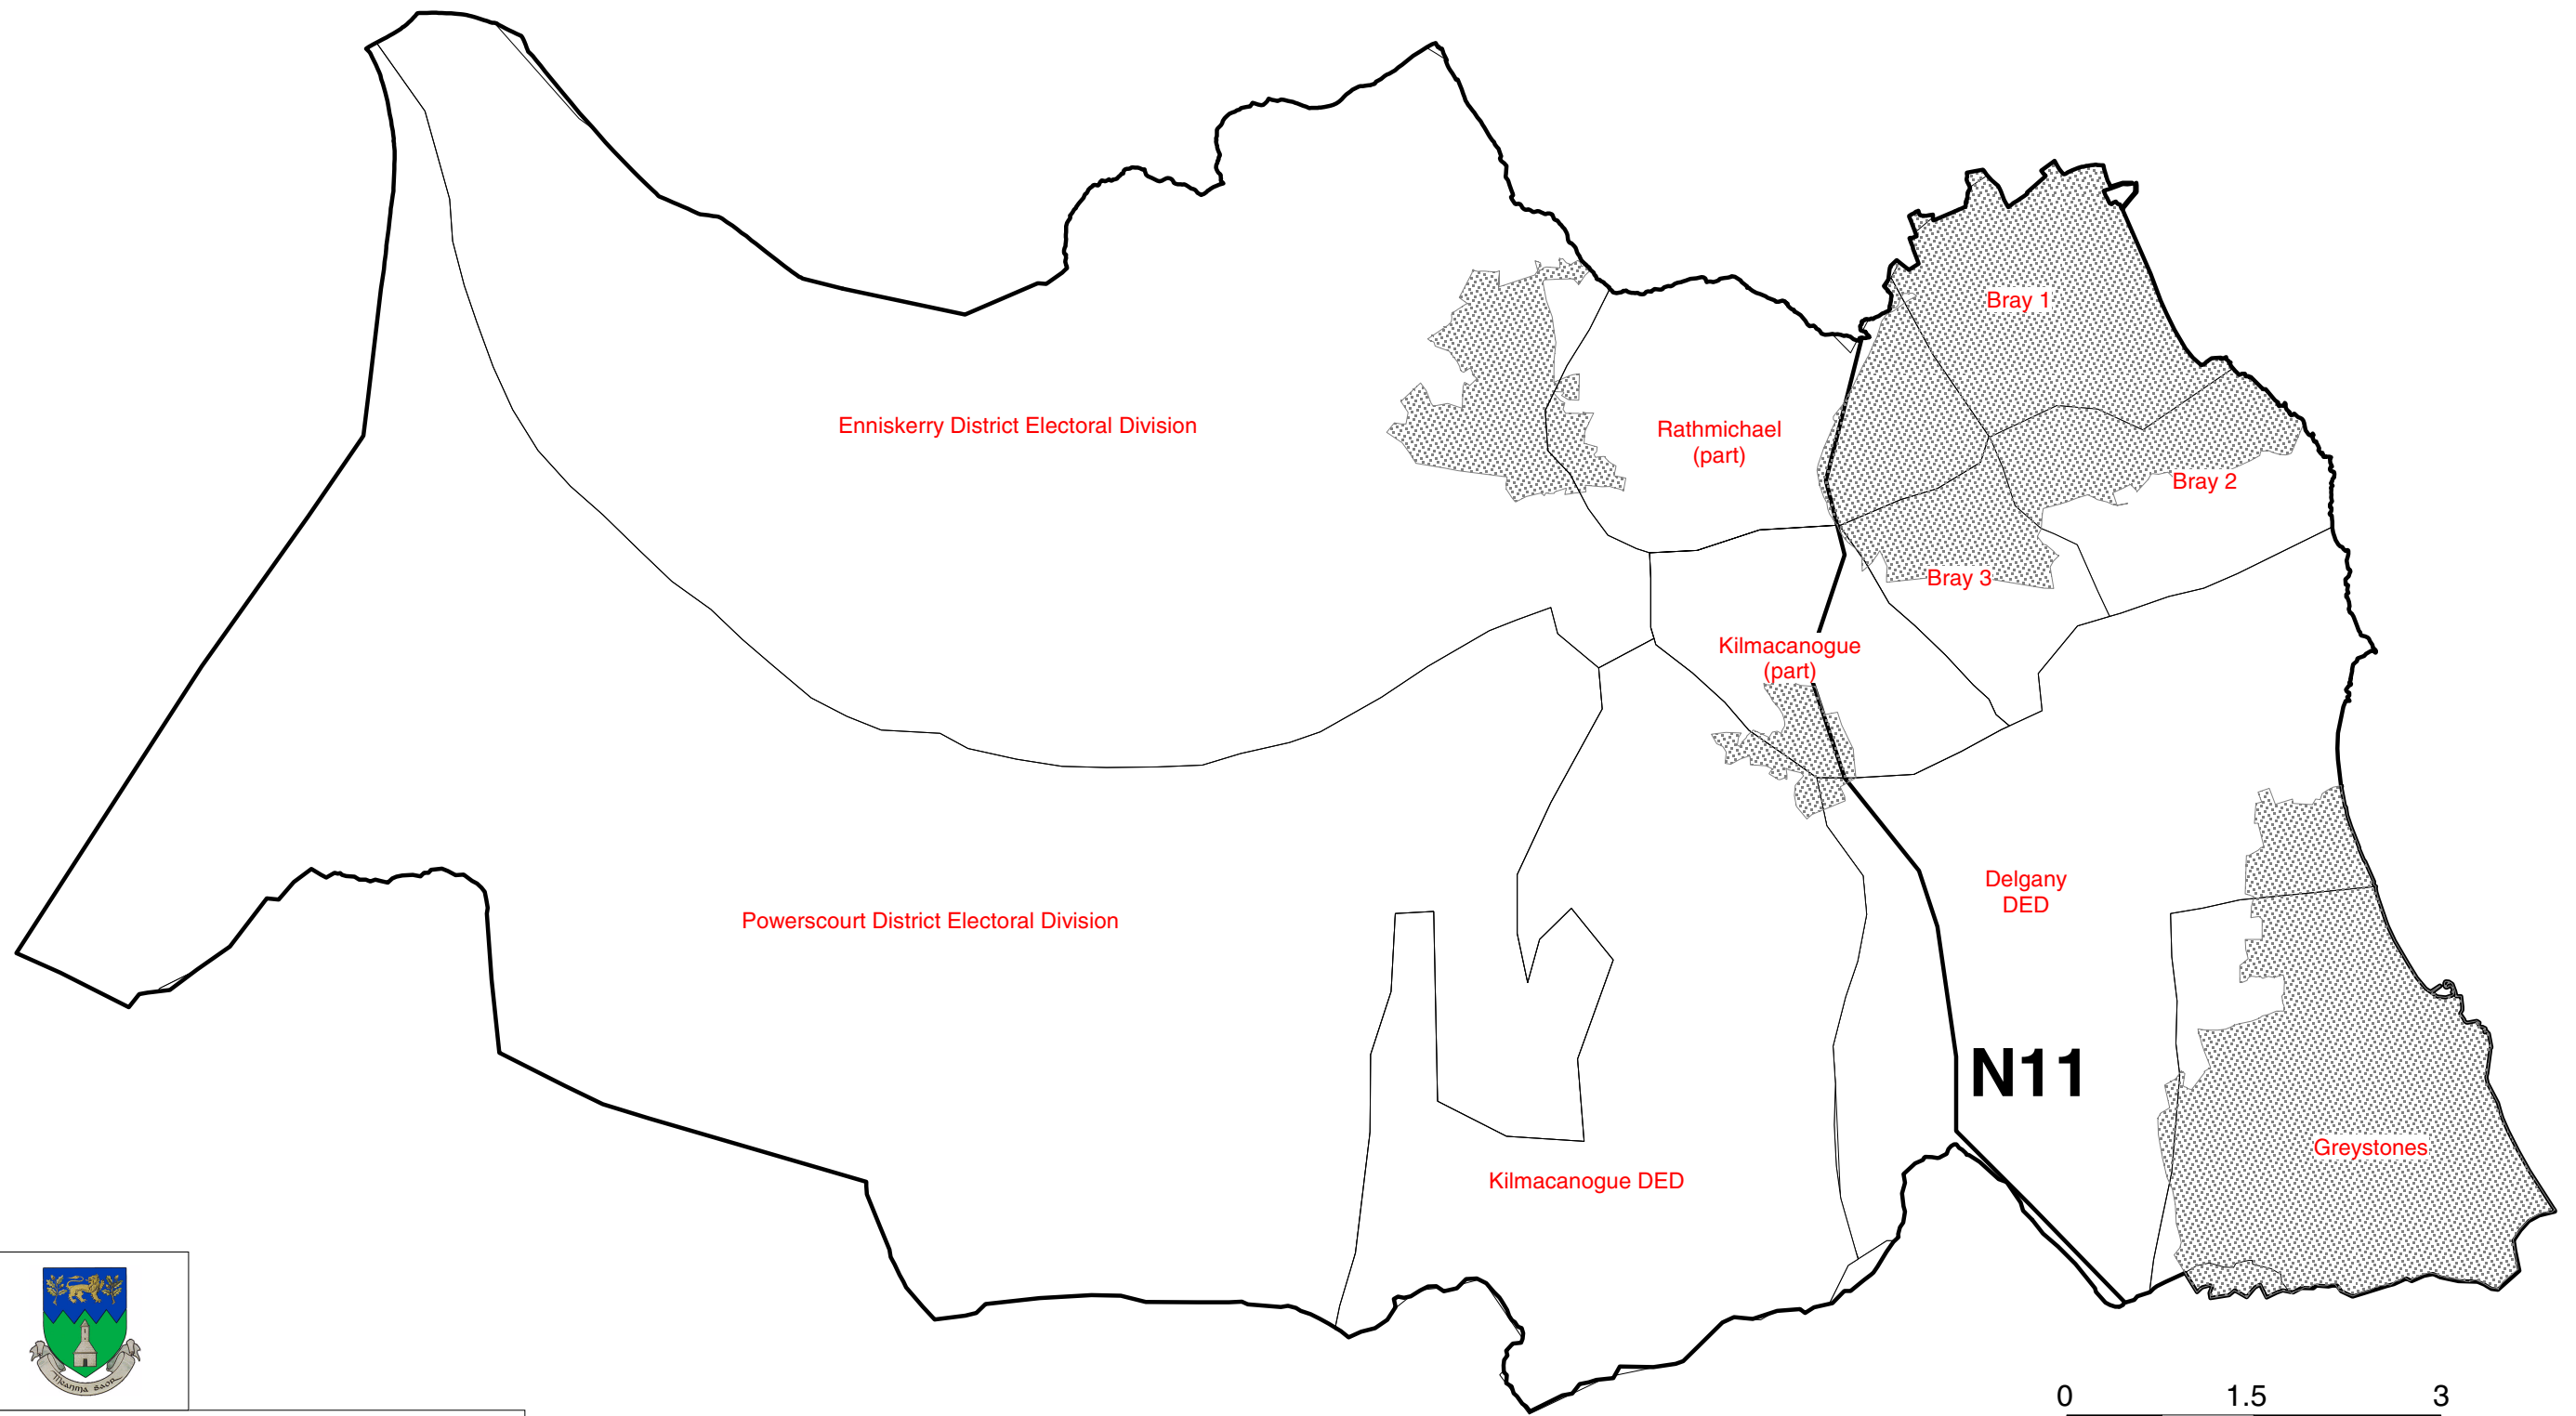 Bray 1
Enniskerry District Electoral Division
Rathmichael
(part)
Bray 2
Bray 3
Kilmacanogue
(part)
Delgany
DED
Powerscourt District Electoral Division
N11
Greystones
Kilmacanogue DED
0 1.5 3